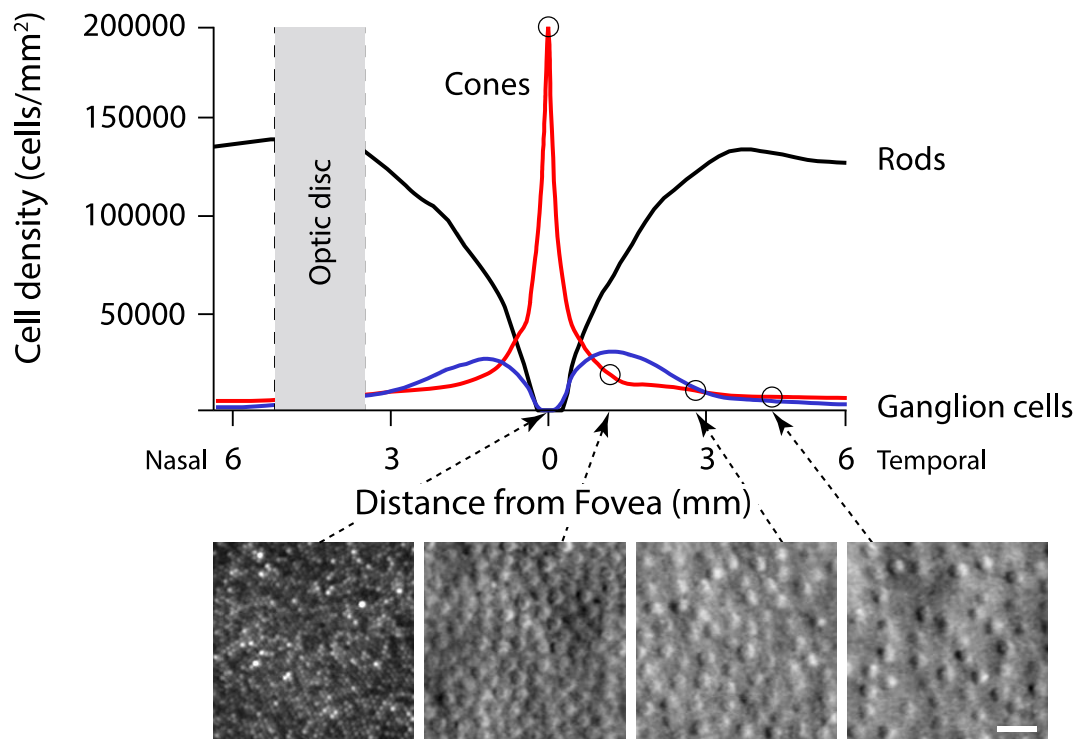 200000
150000
100000
50000
Cell density (cells/mm²)
Optic disc
Cones
Rods
Ganglion cells
Nasal 6 3 0 3 6 Temporal
Distance from Fovea (mm)